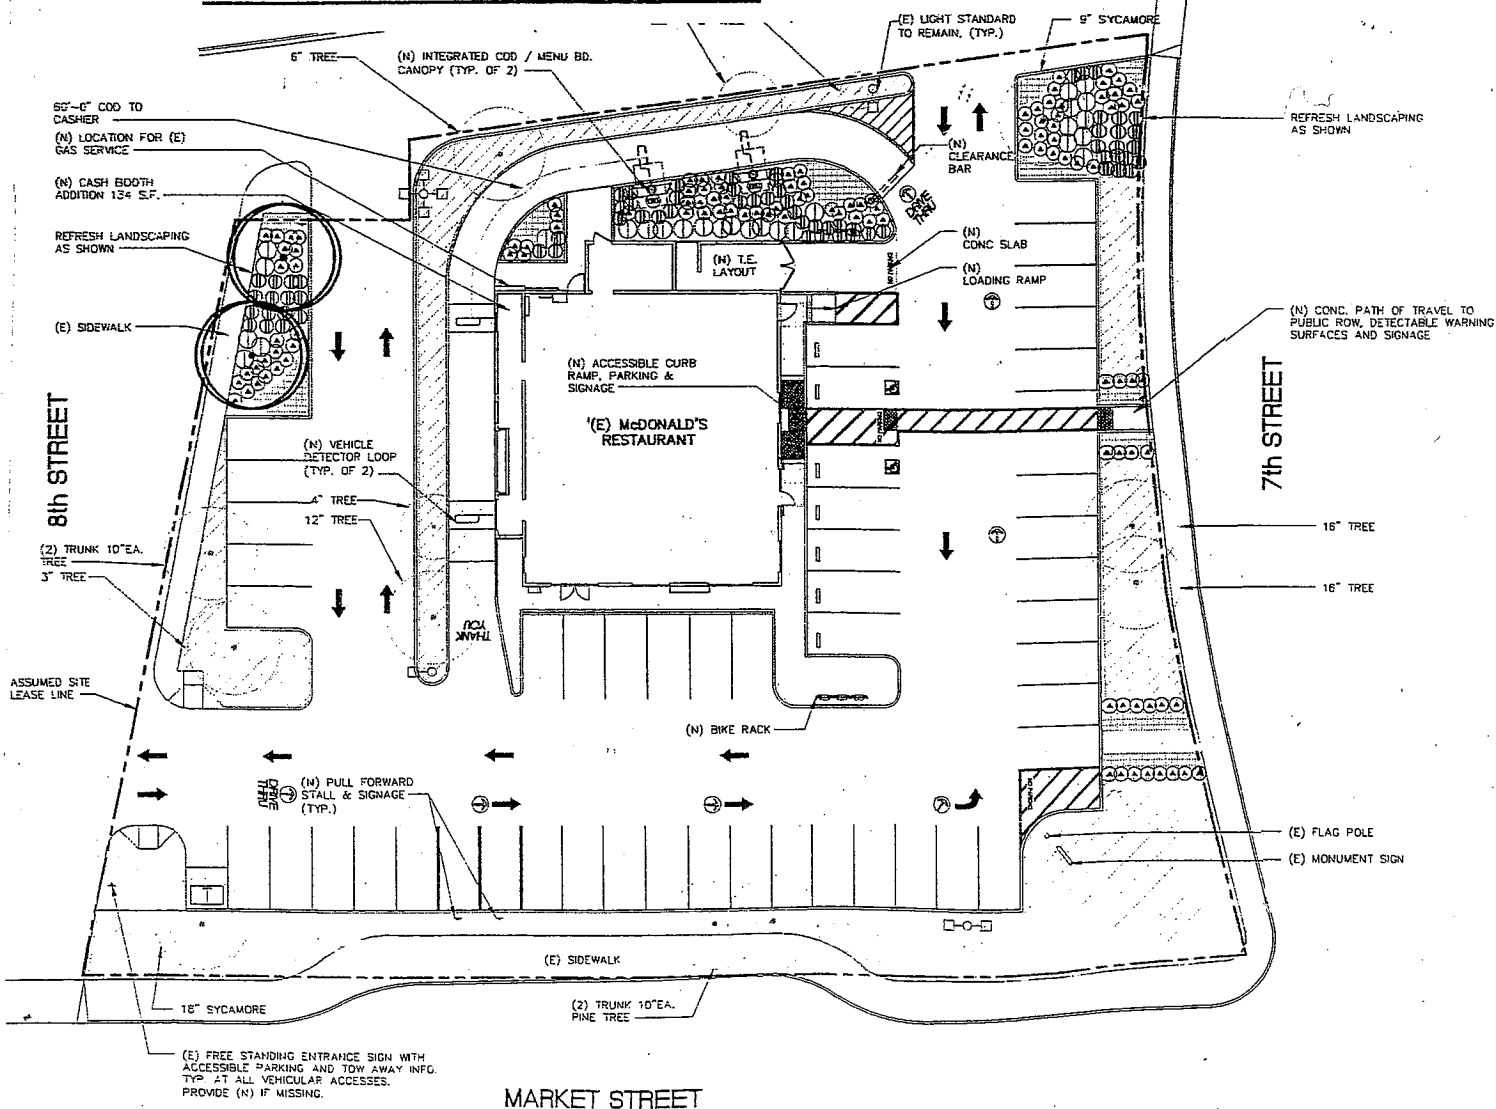 (E) LIGHT STANDARD
TO REMAIN, (TYP.)
9" SYCAMORE
6" TREE
(N) INTEGRATED COD / MENU BD.
CANOPY (TYP. OF 2)
COD TO
CASHIER
(N) LOCATION FOR (E)
GAS SERVICE
(N) CASH BOOTH
ADDITION 134 S.F.
REFRESH LANDSCAPING
AS SHOWN
(E) SIDEWALK
8th STREET
REFRESH LANDSCAPING
AS SHOWN
(N)
CLEARANCE
BAR
DRIVE
THRU
(N)
CONC SLAB
(N)
LOADING RAMP
(N) T.E.
LAYOUT
(N) CONC. PATH OF TRAVEL TO
PUBLIC ROW, DETECTABLE WARNING
SURFACES AND SIGNAGE
(N) ACCESSIBLE CURB
RAMP, PARKING &
SIGNAGE
(E) McDONALD'S
RESTAURANT
7th STREET
(N) VEHICLE
DETECTOR LOOP
(TYP. OF 2)
4" TREE
12" TREE
(2) TRUNK 10"EA.
TREE
3" TREE
16" TREE
16" TREE
THANK
YOU
ASSUMED SITE
LEASE LINE
(N) BIKE RACK
DRIVE
THRU
(N) PULL FORWARD
STALL & SIGNAGE
(TYP.)
(E) FLAG POLE
(E) MONUMENT SIGN
(E) SIDEWALK
18" SYCAMORE
(2) TRUNK 10"EA.
PINE TREE
(E) FREE STANDING ENTRANCE SIGN WITH
ACCESSIBLE PARKING AND TOW AWAY INFO.
TYP. AT ALL VEHICULAR ACCESSES.
PROVIDE (N) IF MISSING.
MARKET STREET